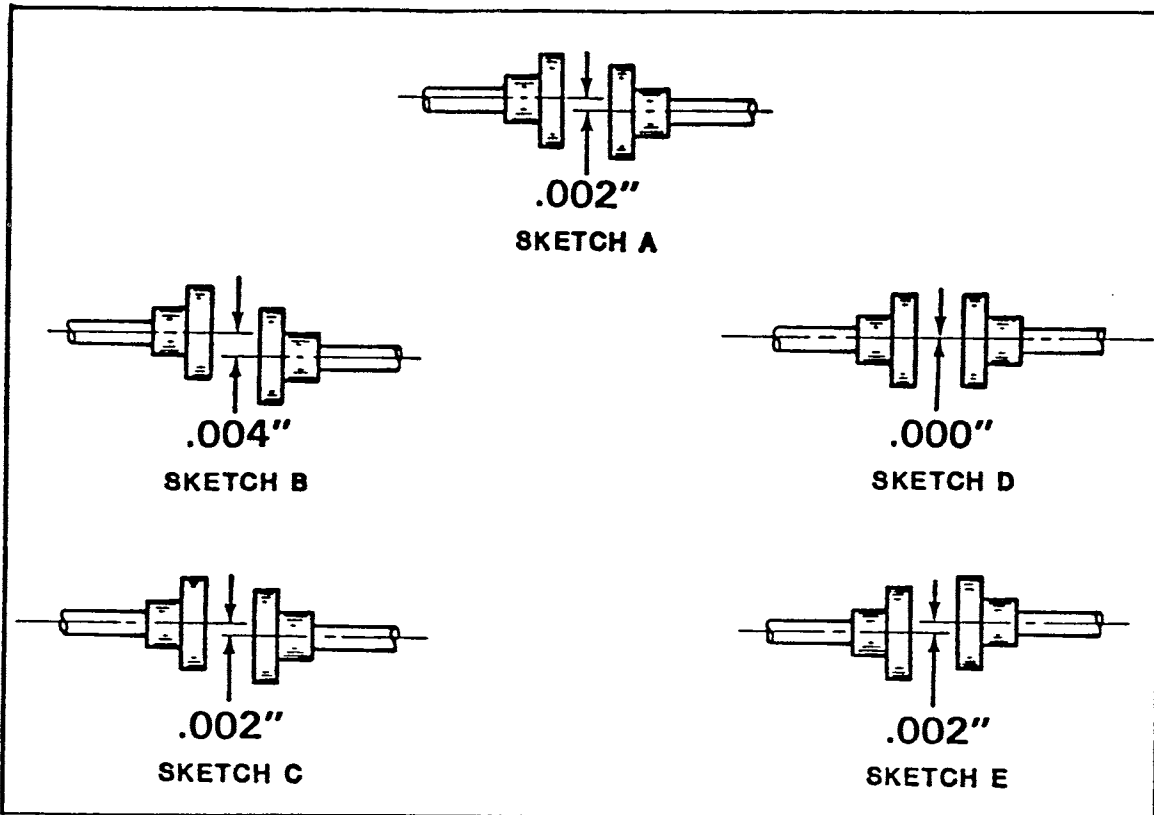 .002"
SKETCH A
.004"
SKETCH B
.000"
SKETCH D
.002"
SKETCH C
.002"
SKETCH E